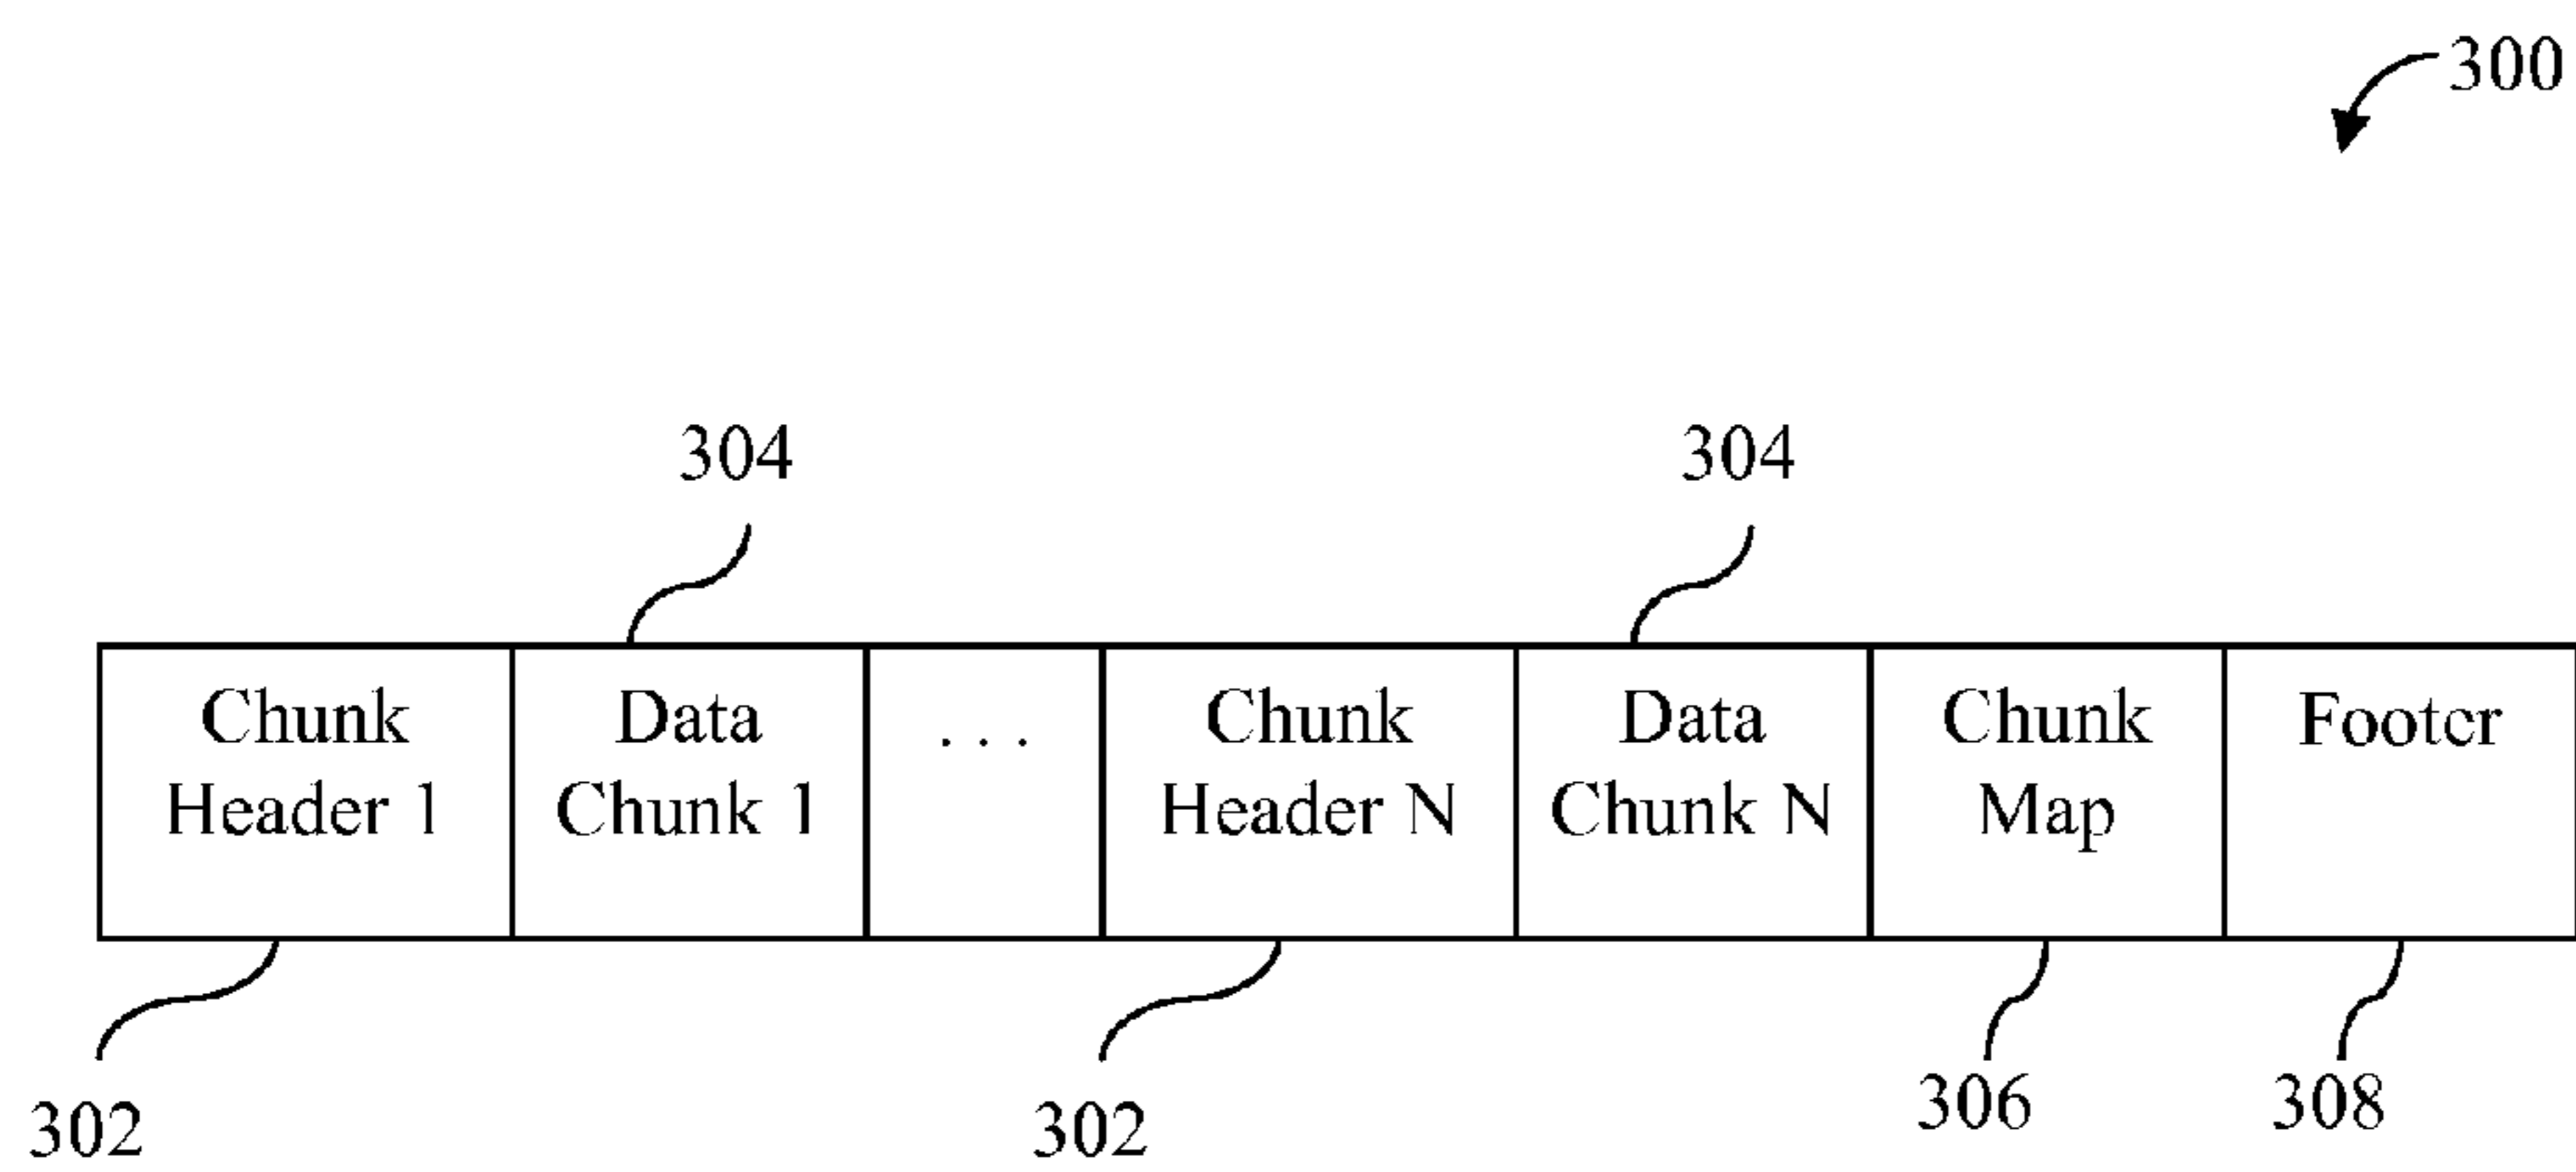 300
304
304
Chunk
Header 1
Data
Chunk 1
. . .
Chunk
Header N
Data
Chunk N
Chunk
Map
Footer
302
302
306
308